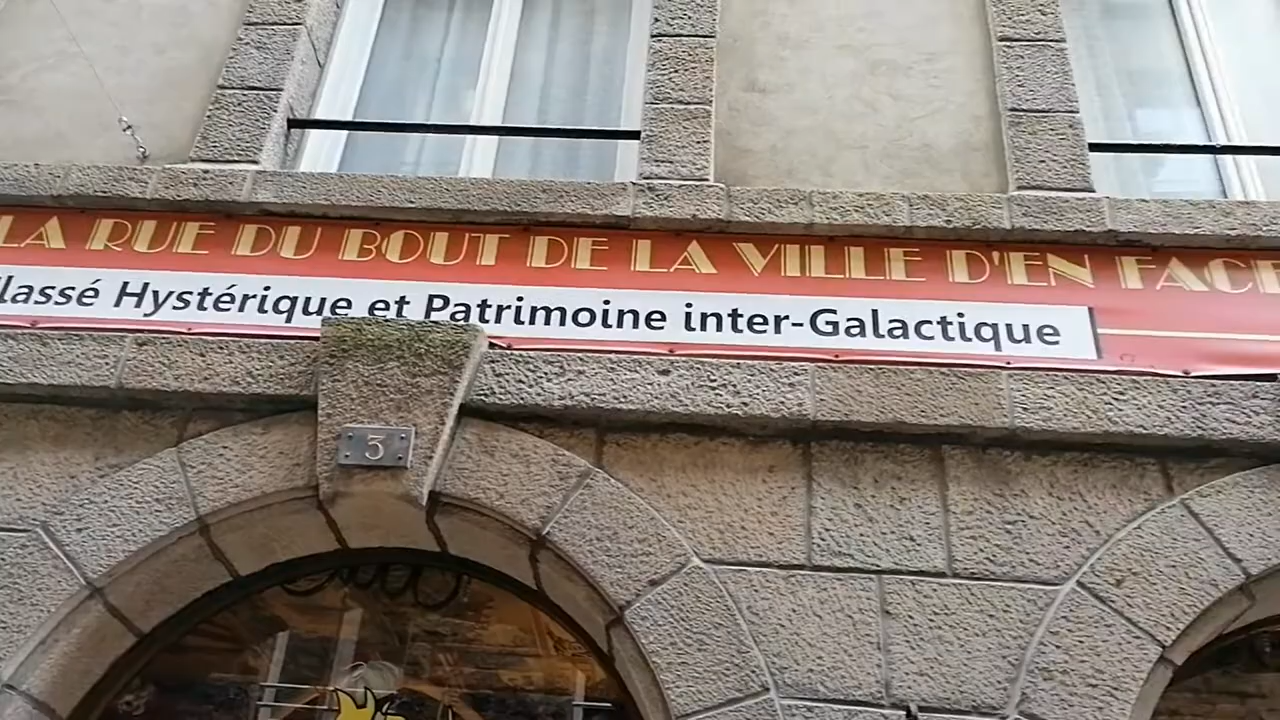 LA RUE DU BOUT DE LA VILLE D'EN FACE
lassé Hystérique et Patrimoine inter-Galactique
3